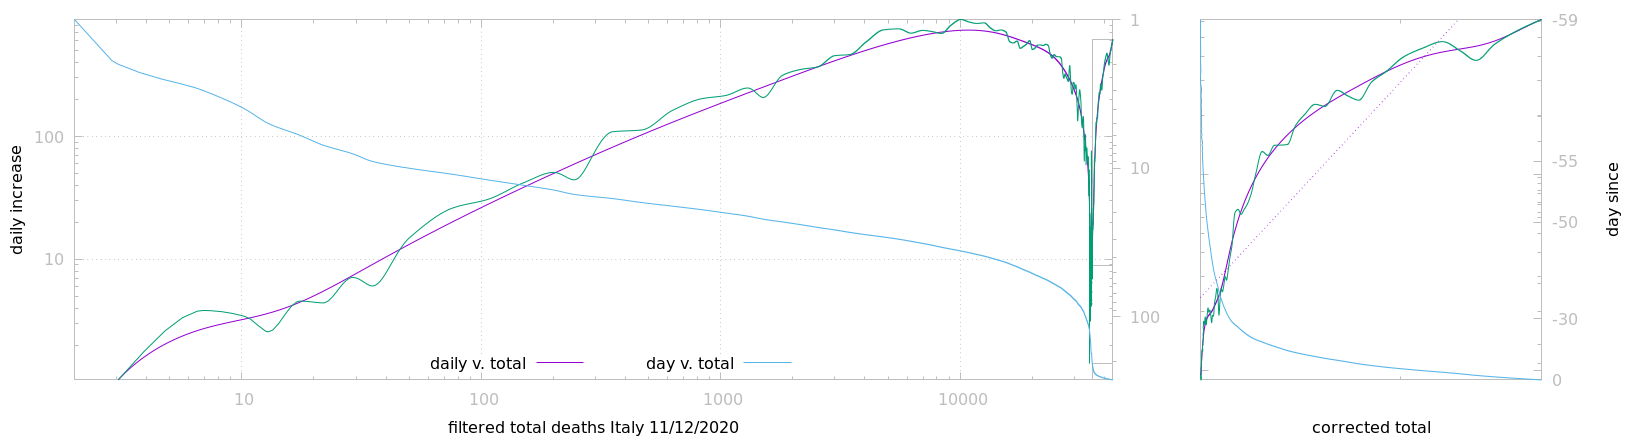 daily increase
100
10
10
100
1000
10000
1
10
100
daily v. total
day v. total
filtered total deaths Italy 11/12/2020
-59
-55
-50
-30
0
day since
corrected total